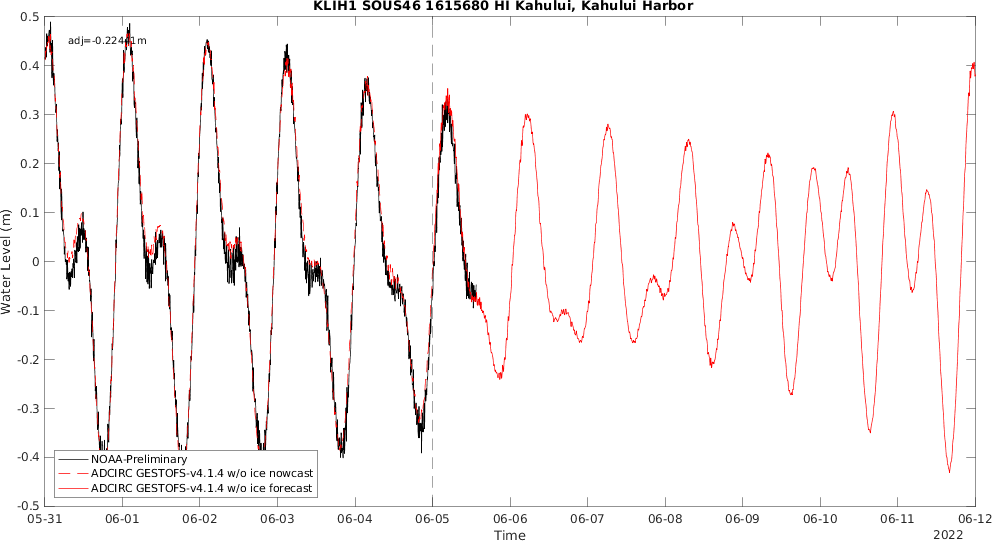 KLIH1 SOUS46 1615680 HI Kahului, Kahului Harbor
adj=-0.22441m
Water Level (m)
0.5
0.4
0.3
0.2
0.1
0
-0.1
-0.2
-0.3
-0.4
-0.5
NOAA-Preliminary
ADCIRC GESTOFS-v4.1.4 w/o ice nowcast
ADCIRC GESTOFS-v4.1.4 w/o ice forecast
05-31 06-01 06-02 06-03 06-04 06-05 06-06 06-07 06-08 06-09 06-10 06-11 06-12
Time
2022